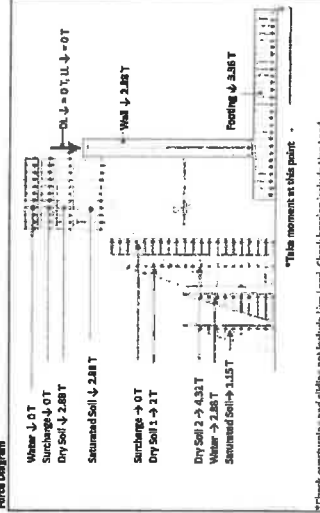 Force Diagram
Water ↓ 0 T
Surcharge ↓ 0 T
Dry Soil ↓ 2.88 T
Saturated Soil ↓ 2.88 T
DL ↓ = 0 T, LL ↓ = 0 T
Wall ↓ 2.88 T
Surcharge → 0 T
Dry Soil 1 → 2 T
Dry Soil 2 → 4.32 T
Water → 2.88 T
Saturated Soil → 1.15 T
Footing ↓ 3.36 T
*Take moment at this point